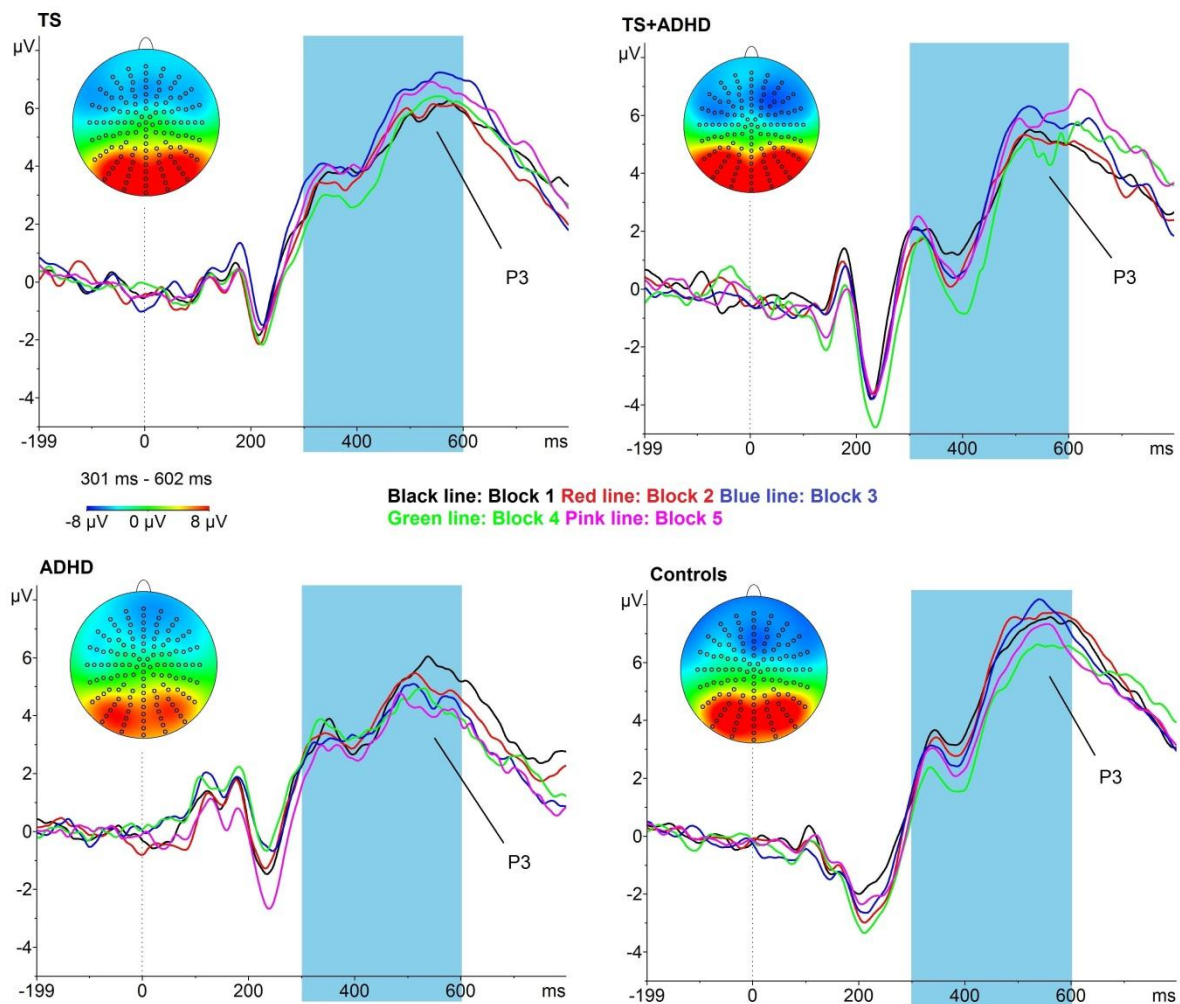 TS
µV
6
4
2
0
-2
-4
-199 0 200 400 600 ms
P3
TS+ADHD
µV
6
4
2
0
-2
-4
-199 0 200 400 600 ms
P3
301 ms - 602 ms
-8 µV 0 µV 8 µV
Black line: Block 1 Red line: Block 2 Blue line: Block 3
Green line: Block 4 Pink line: Block 5
ADHD
µV
6
4
2
0
-2
-4
-199 0 200 400 600 ms
P3
Controls
µV
6
4
2
0
-2
-4
-199 0 200 400 600 ms
P3